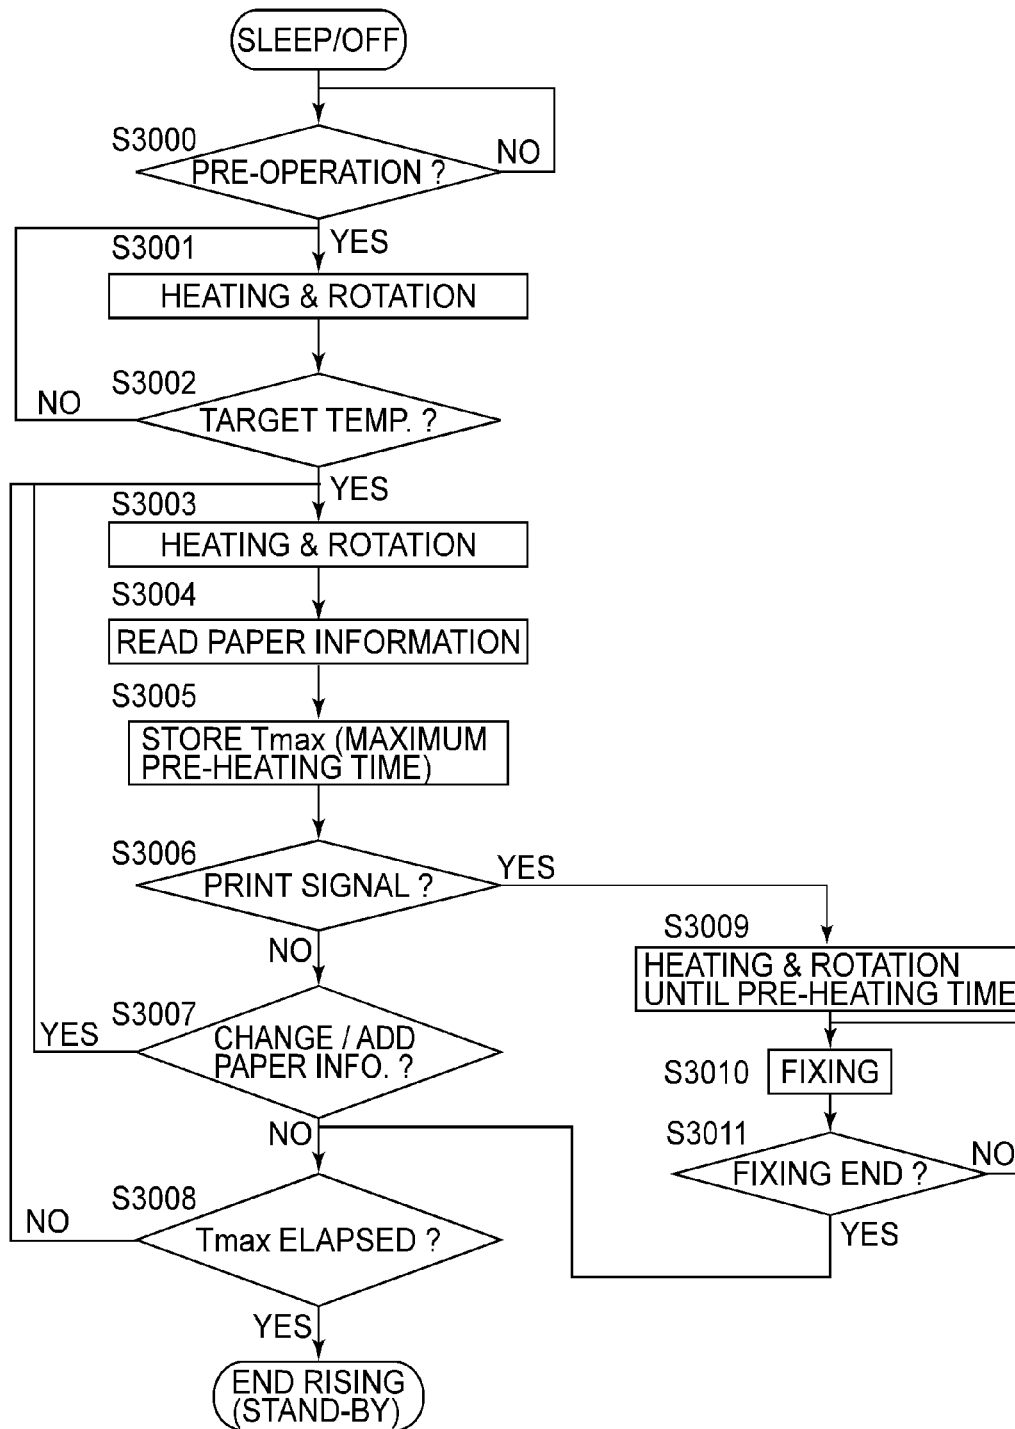 SLEEP/OFF
S3000
PRE-OPERATION ?
NO
YES
S3001
HEATING & ROTATION
S3002
NO
TARGET TEMP. ?
YES
S3003
HEATING & ROTATION
S3004
READ PAPER INFORMATION
S3005
STORE Tmax (MAXIMUM
PRE-HEATING TIME)
S3006
PRINT SIGNAL ?
YES
NO
S3009
HEATING & ROTATION
UNTIL PRE-HEATING TIME
S3007
YES
CHANGE / ADD
PAPER INFO. ?
NO
S3010
FIXING
S3011
FIXING END ?
NO
YES
S3008
NO
Tmax ELAPSED ?
YES
END RISING
(STAND-BY)